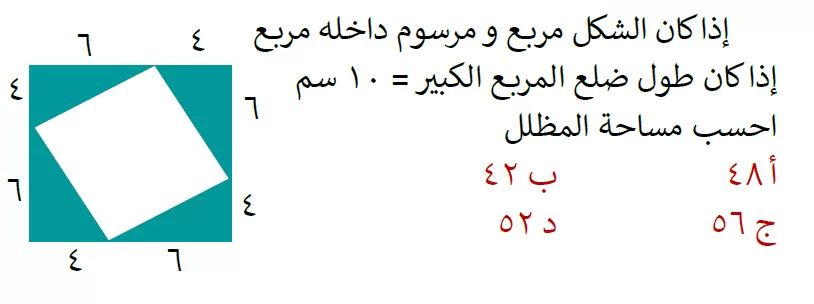 إذا كان الشكل مربع و مرسوم داخله مربع
إذا كان طول ضلع المربع الكبير = ١٠ سم
احسب مساحة المظلل
أ ٤٨ ب ٤٢
ج ٥٦ د ٥٢
٦ ٤
٤ ٦
٦ ٤
٤ ٦